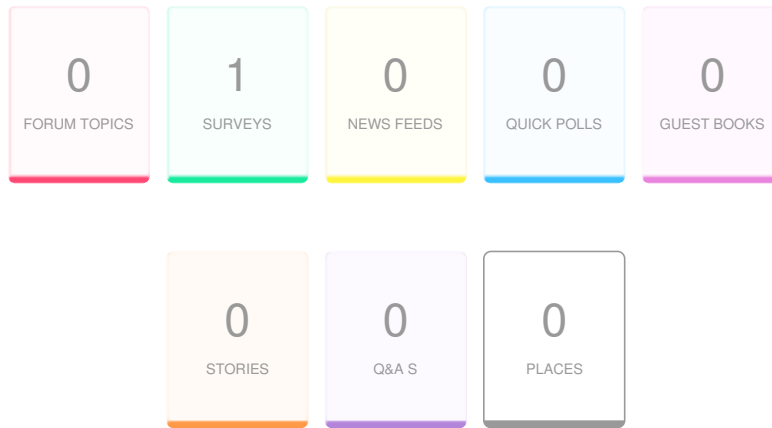 0
FORUM TOPICS
1
SURVEYS
0
NEWS FEEDS
0
QUICK POLLS
0
GUEST BOOKS
0
STORIES
0
Q&A S
0
PLACES